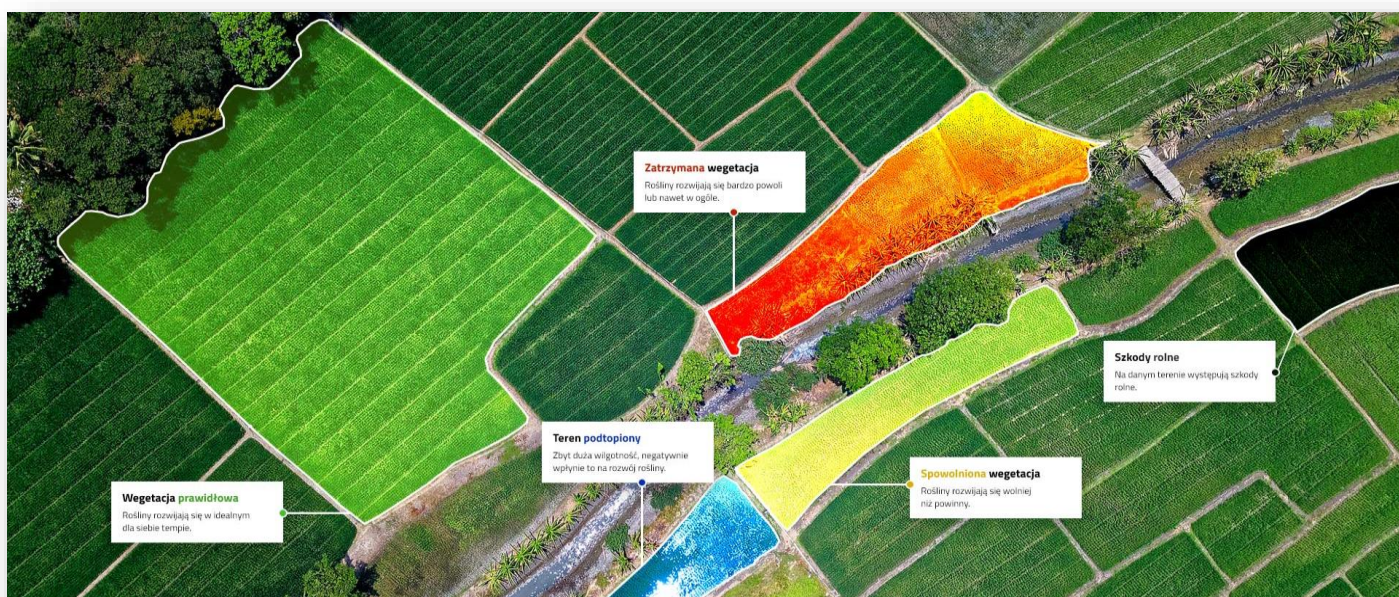 Zatrzymana wegetacja
Rośliny rozwijają się bardzo powoli
lub nawet w ogóle.
Szkody rolne
Na danym terenie występują szkody
rolne.
Teren podtopiony
Zbyt duża wilgotność, negatywnie
wpłynie to na rozwój rośliny.
Spowolniona wegetacja
Rośliny rozwijają się wolniej
niż powinny.
Wegetacja prawidłowa
Rośliny rozwijają się w idealnym
dla siebie tempie.